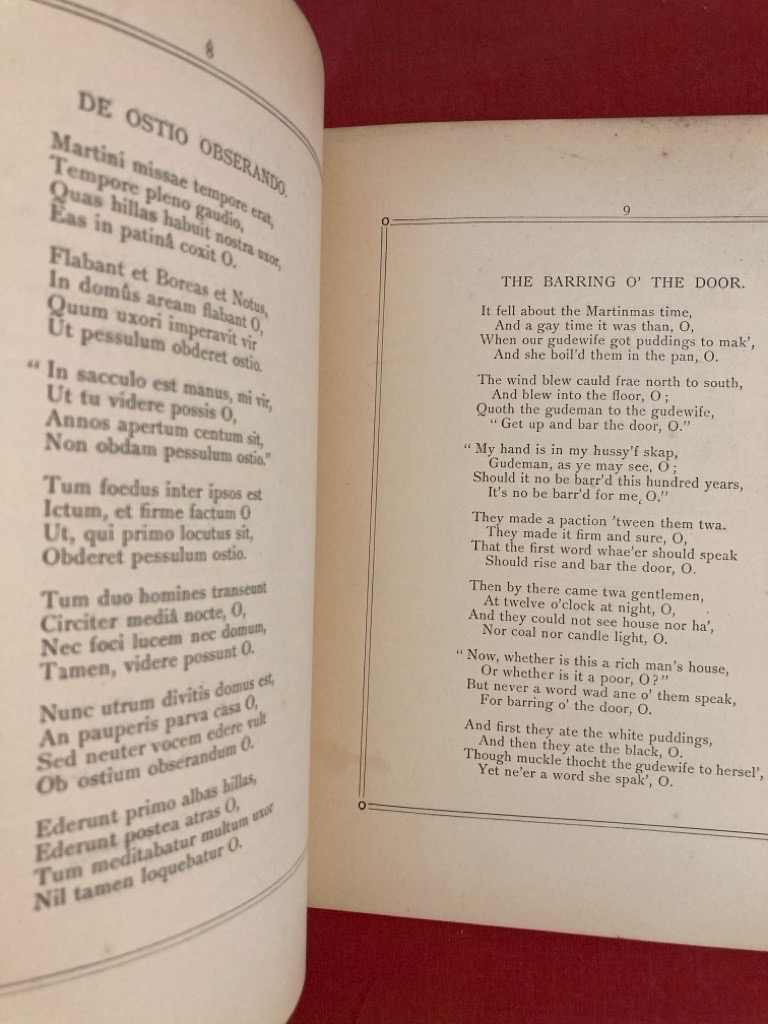 8
DE OSTIO OBSERANDO.
Martini missae tempore erat,
Tempore pleno gaudio,
Quas hillas habuit nostra uxor,
Eas in patinâ coxit O.
Flabant et Boreas et Notus,
In domûs aream flabant O,
Quum uxori imperavit vir
Ut pessulum obderet ostio.
“ In sacculo est manus, mi vir,
Ut tu videre possis O,
Annos apertum centum sit,
Non obdam pessulum ostio.”
Tum foedus inter ipsos est
Ictum, et firme factum O
Ut, qui primo locutus sit,
Obderet pessulum ostio.
Tum duo homines transeunt
Circiter mediâ nocte, O,
Nec foci lucem nec domum,
Tamen, videre possunt O.
Nunc utrum divitis domus est,
An pauperis parva casa O,
Sed neuter vocem edere vult
Ob ostium obserandum O.
Ederunt primo albas hillas,
Ederunt postea atras O,
Tum meditabatur multum uxor
Nil tamen loquebatur O.
9
THE BARRING O’ THE DOOR.
It fell about the Martinmas time,
And a gay time it was than, O,
When our gudewife got puddings to mak’,
And she boil’d them in the pan, O.
The wind blew cauld frae north to south,
And blew into the floor, O ;
Quoth the gudeman to the gudewife,
“ Get up and bar the door, O.”
“ My hand is in my hussy’f skap,
Gudeman, as ye may see, O ;
Should it no be barr’d this hundred years,
It’s no be barr’d for me, O.”
They made a paction ’tween them twa.
They made it firm and sure, O,
That the first word whae’er should speak
Should rise and bar the door, O.
Then by there came twa gentlemen,
At twelve o’clock at night, O,
And they could not see house nor ha’,
Nor coal nor candle light, O.
“ Now, whether is this a rich man’s house,
Or whether is it a poor, O ?”
But never a word wad ane o’ them speak,
For barring o’ the door, O.
And first they ate the white puddings,
And then they ate the black, O.
Though muckle thocht the gudewife to hersel’,
Yet ne’er a word she spak’, O.